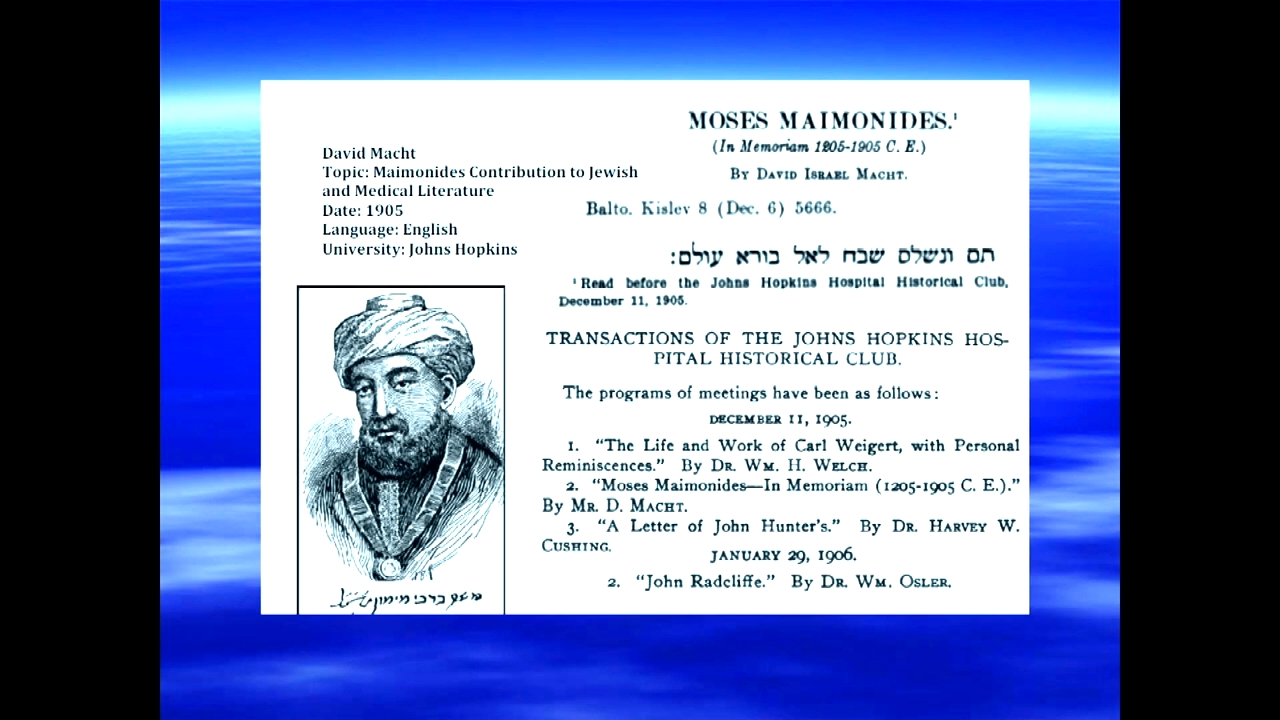 David Macht
Topic: Maimonides Contribution to Jewish
and Medical Literature
Date: 1905
Language: English
University: Johns Hopkins
MOSES MAIMONIDES.¹
(In Memoriam 1205-1905 C. E.)
BY DAVID ISRAEL MACHT.
Balto. Kislev 8 (Dec. 6) 5666.
תם ונשלם שבח לאל בורא עולם:
¹ Read before the Johns Hopkins Hospital Historical Club,
December 11, 1905.
TRANSACTIONS OF THE JOHNS HOPKINS HOS-
PITAL HISTORICAL CLUB.
The programs of meetings have been as follows:
DECEMBER 11, 1905.
1. "The Life and Work of Carl Weigert, with Personal
Reminiscences." By DR. WM. H. WELCH.
2. "Moses Maimonides—In Memoriam (1205-1905 C. E.)."
By MR. D. MACHT.
3. "A Letter of John Hunter's." By DR. HARVEY W.
CUSHING.
JANUARY 29, 1906.
2. "John Radcliffe." By DR. WM. OSLER.